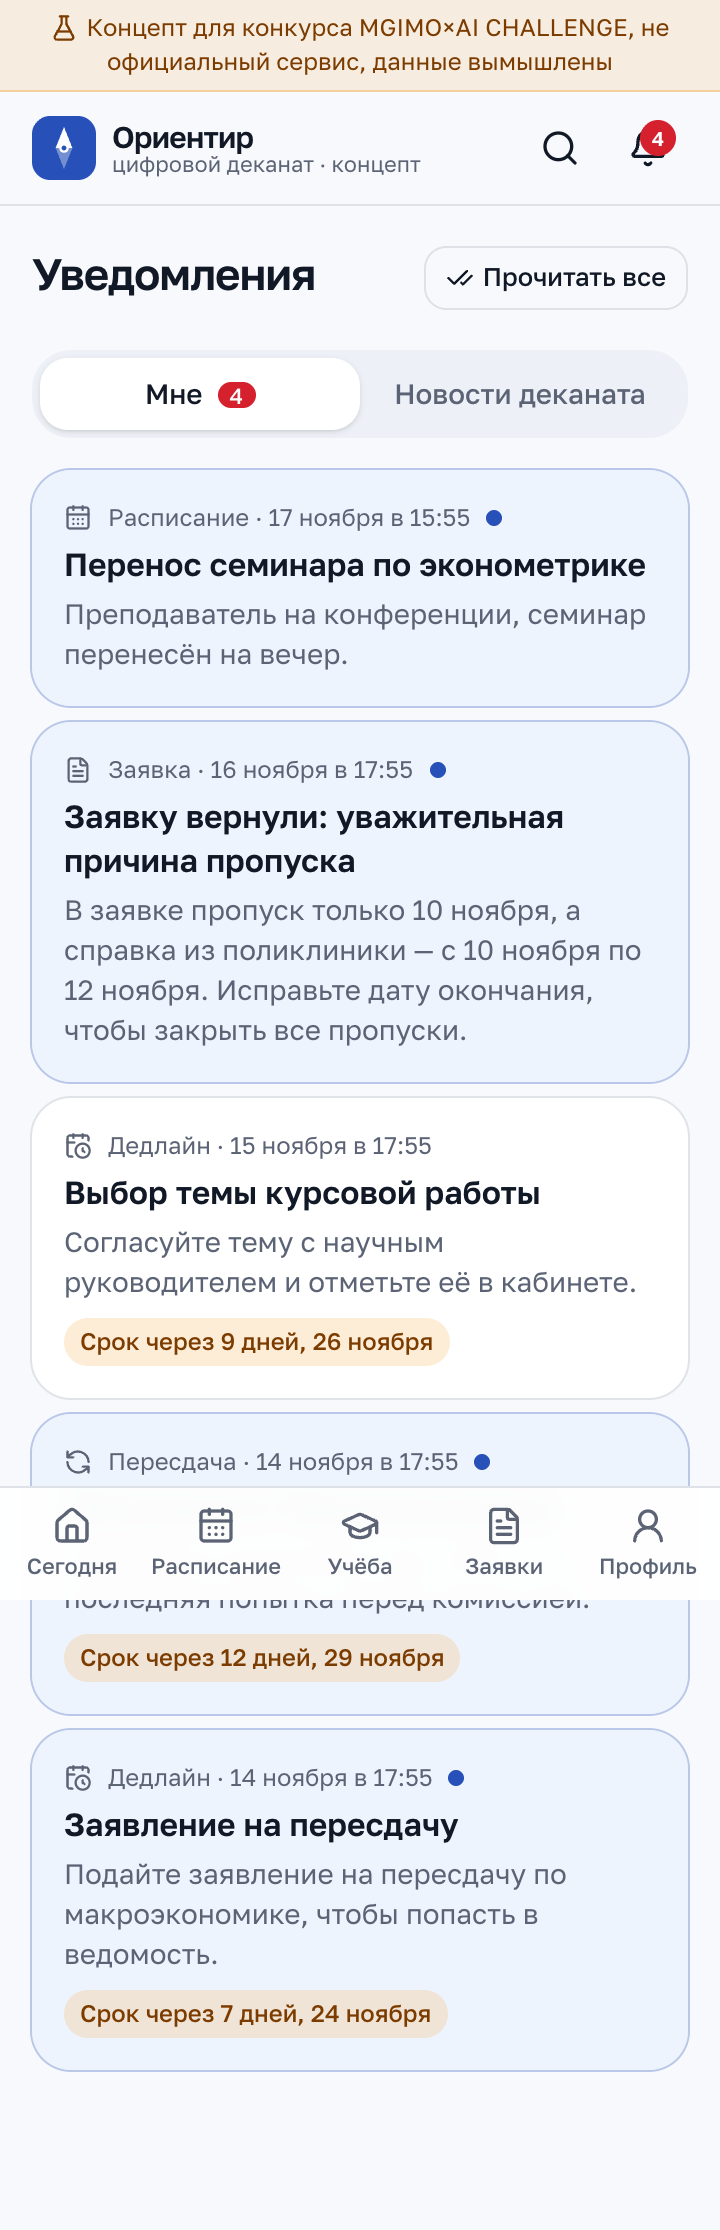 Концепт для конкурса MGIMO×AI CHALLENGE, не
официальный сервис, данные вымышлены
Ориентир
цифровой деканат · концепт
4
Уведомления
Прочитать все
Мне 4
Новости деканата
Расписание · 17 ноября в 15:55
Перенос семинара по эконометрике
Преподаватель на конференции, семинар
перенесён на вечер.
Заявка · 16 ноября в 17:55
Заявку вернули: уважительная
причина пропуска
В заявке пропуск только 10 ноября, а
справка из поликлиники — с 10 ноября по
12 ноября. Исправьте дату окончания,
чтобы закрыть все пропуски.
Дедлайн · 15 ноября в 17:55
Выбор темы курсовой работы
Согласуйте тему с научным
руководителем и отметьте её в кабинете.
Срок через 9 дней, 26 ноября
Пересдача · 14 ноября в 17:55
Сегодня
Расписание
Учёба
Заявки
Профиль
последняя попытка перед комиссией.
Срок через 12 дней, 29 ноября
Дедлайн · 14 ноября в 17:55
Заявление на пересдачу
Подайте заявление на пересдачу по
макроэкономике, чтобы попасть в
ведомость.
Срок через 7 дней, 24 ноября